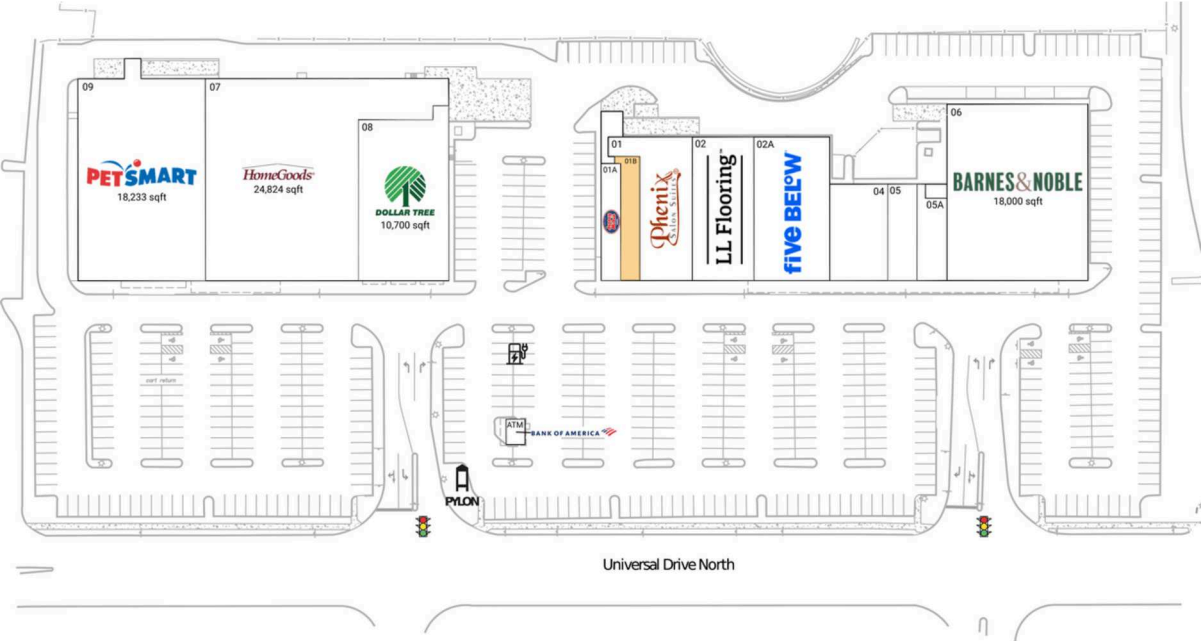 09
07
PETSMART
18,233 sqft
HomeGoods
24,824 sqft
08
DOLLAR TREE
10,700 sqft
01
01A
01B
Phenix
SALON SUITES
02
LL Flooring
02A
five BELOW
04
05
05A
06
BARNES&NOBLE
18,000 sqft
cart return
ATM
BANK OF AMERICA
PYLON
Universal Drive North